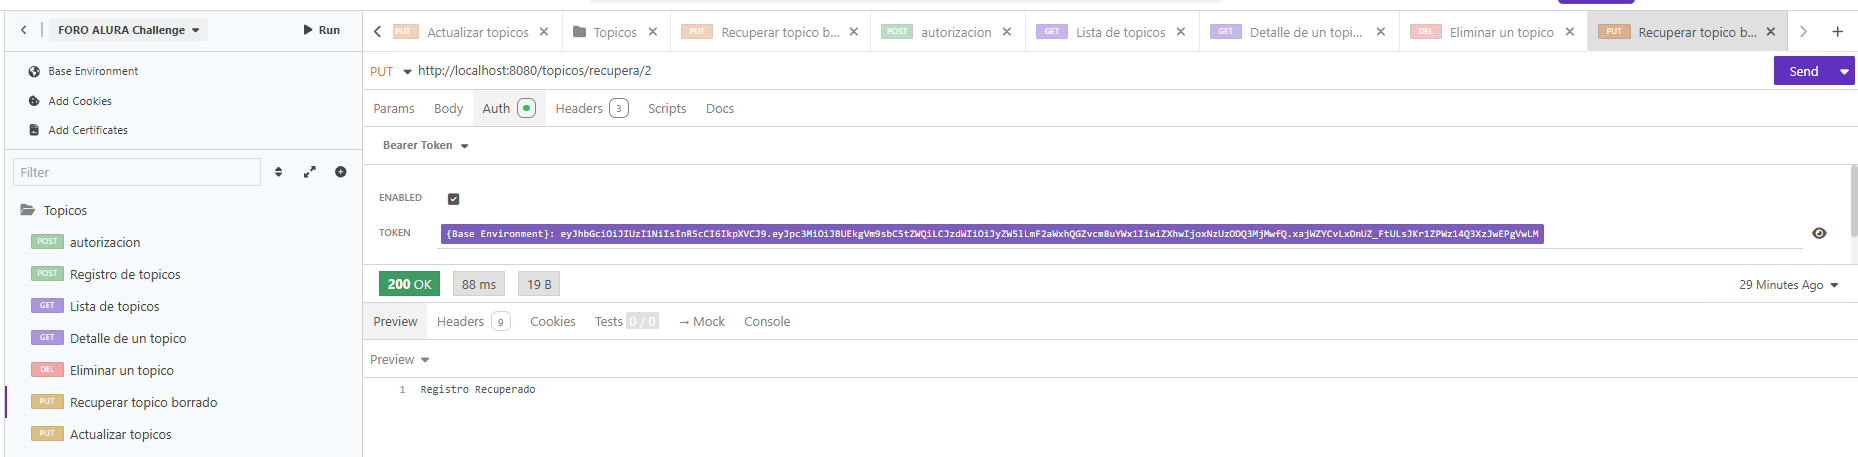 FORO ALURA Challenge
Run
Base Environment
Add Cookies
Add Certificates
Filter
Topicos
POST autorizacion
POST Registro de topicos
GET Lista de topicos
GET Detalle de un topico
DEL Eliminar un topico
PUT Recuperar topico borrado
PUT Actualizar topicos
PUT Actualizar topicos
Topicos
PUT Recuperar topico b...
POST autorizacion
GET Lista de topicos
GET Detalle de un topi...
DEL Eliminar un topico
PUT Recuperar topico b...
PUT http://localhost:8080/topicos/recupera/2
Send
Params Body Auth Headers 3 Scripts Docs
Bearer Token
ENABLED
TOKEN
{Base Environment}:
200 OK 88 ms 19 B 29 Minutes Ago
Preview Headers 9 Cookies Tests 0 / 0 → Mock Console
Preview
1 Registro Recuperado